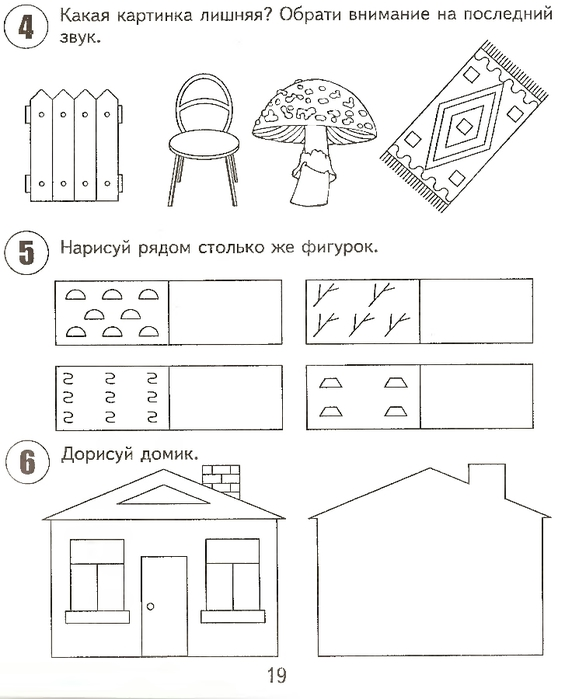 4 Какая картинка лишняя? Обрати внимание на последний
звук.
5 Нарисуй рядом столько же фигурок.
6 Дорисуй домик.
19